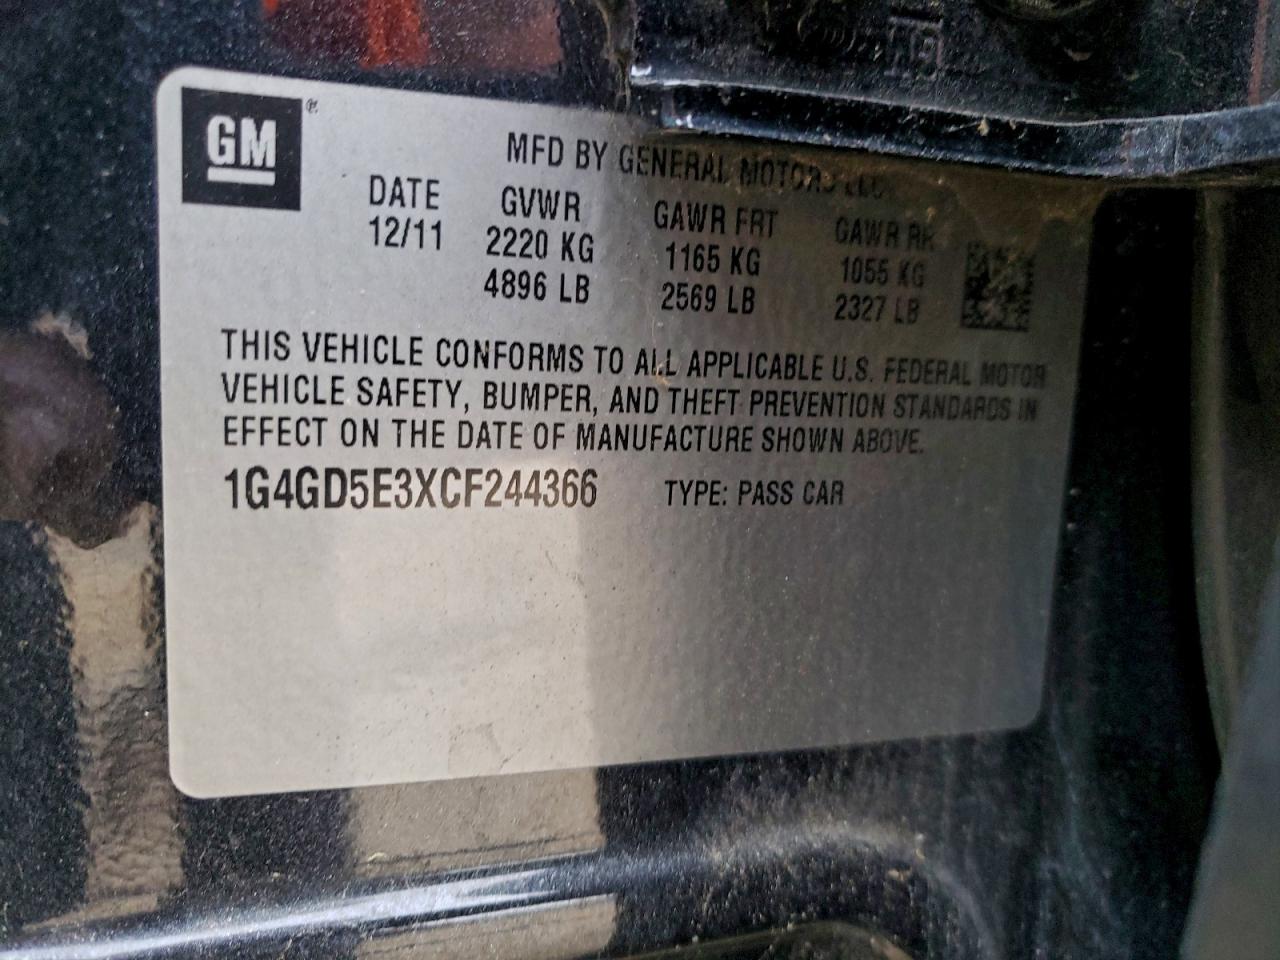 GM®
MFD BY GENERAL MOTORS LLC
DATE GVWR GAWR FRT GAWR RR
12/11 2220 KG 1165 KG 1055 KG
4896 LB 2569 LB 2327 LB
THIS VEHICLE CONFORMS TO ALL APPLICABLE U.S. FEDERAL MOTOR
VEHICLE SAFETY, BUMPER, AND THEFT PREVENTION STANDARDS IN
EFFECT ON THE DATE OF MANUFACTURE SHOWN ABOVE.
1G4GD5E3XCF244366 TYPE: PASS CAR